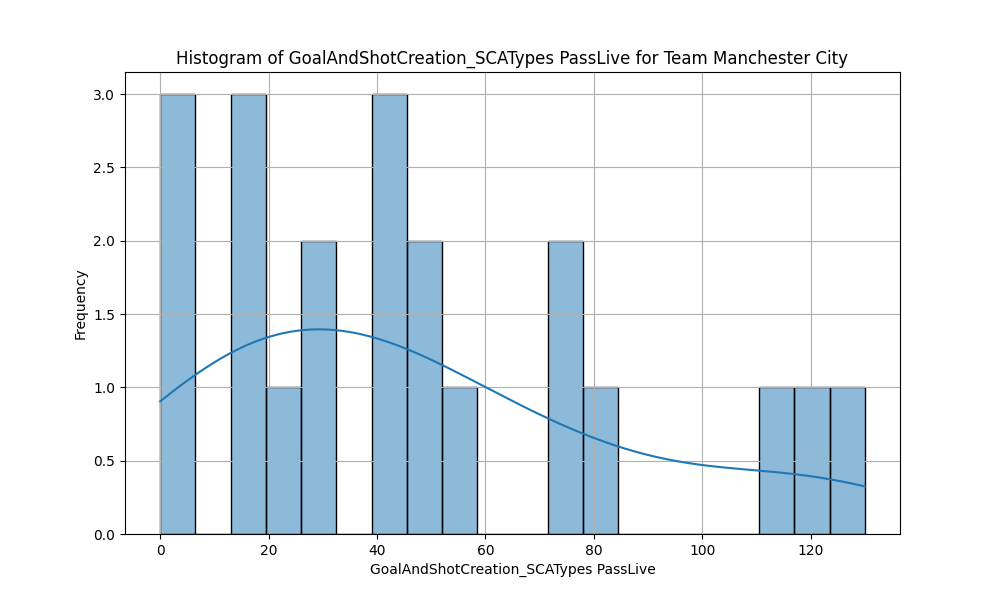 Histogram of GoalAndShotCreation_SCATypes PassLive for Team Manchester City
3.0
2.5
2.0
1.5
1.0
0.5
0.0
Frequency
0 20 40 60 80 100 120
GoalAndShotCreation_SCATypes PassLive